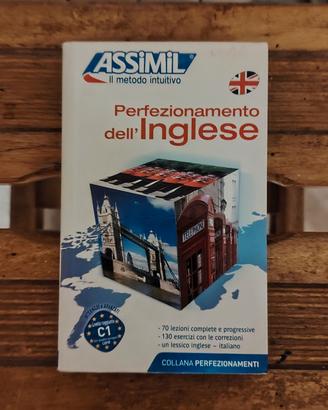 ASSiMiL®
Il metodo intuitivo
Perfezionamento
dell'Inglese
TELEPHONE
- 70 lezioni complete e progressive
- 130 esercizi con le correzioni
- un lessico inglese – italiano
C1
COLLANA PERFEZIONAMENTI